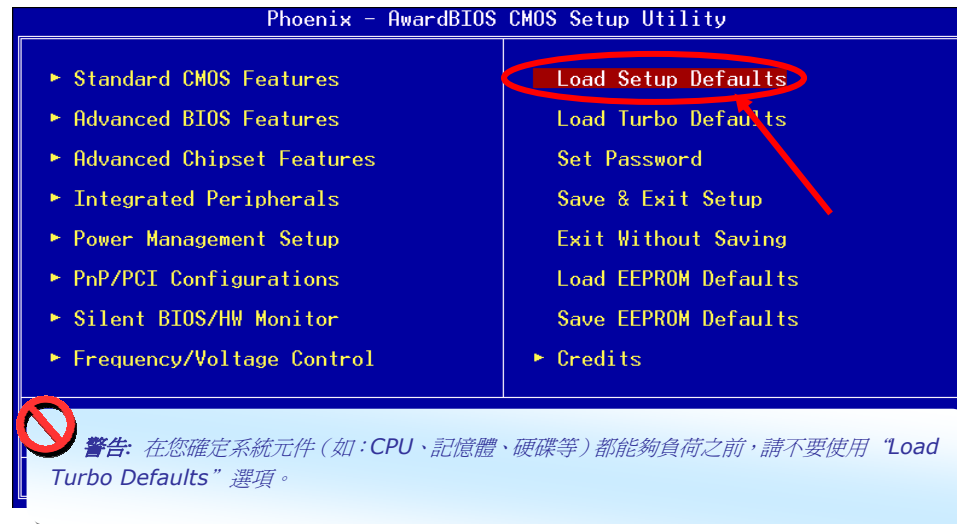 Phoenix - AwardBIOS CMOS Setup Utility
► Standard CMOS Features
► Advanced BIOS Features
► Advanced Chipset Features
► Integrated Peripherals
► Power Management Setup
► PnP/PCI Configurations
► Silent BIOS/HW Monitor
► Frequency/Voltage Control
Load Setup Defaults
Load Turbo Defaults
Set Password
Save & Exit Setup
Exit Without Saving
Load EEPROM Defaults
Save EEPROM Defaults
► Credits
警告: 在您確定系統元件（如：CPU、記憶體、硬碟等）都能夠負荷之前，請不要使用“Load
Turbo Defaults”選項。